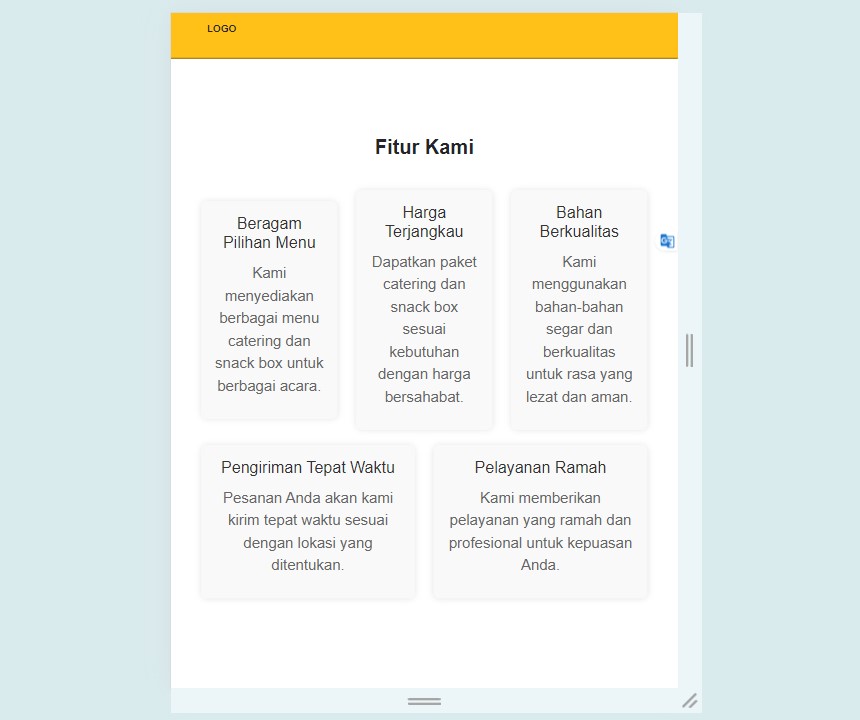 LOGO
Fitur Kami
Beragam
Pilihan Menu
Kami
menyediakan
berbagai menu
catering dan
snack box untuk
berbagai acara.
Harga
Terjangkau
Dapatkan paket
catering dan
snack box
sesuai
kebutuhan
dengan harga
bersahabat.
Bahan
Berkualitas
Kami
menggunakan
bahan-bahan
segar dan
berkualitas
untuk rasa yang
lezat dan aman.
Pengiriman Tepat Waktu
Pesanan Anda akan kami
kirim tepat waktu sesuai
dengan lokasi yang
ditentukan.
Pelayanan Ramah
Kami memberikan
pelayanan yang ramah dan
profesional untuk kepuasan
Anda.